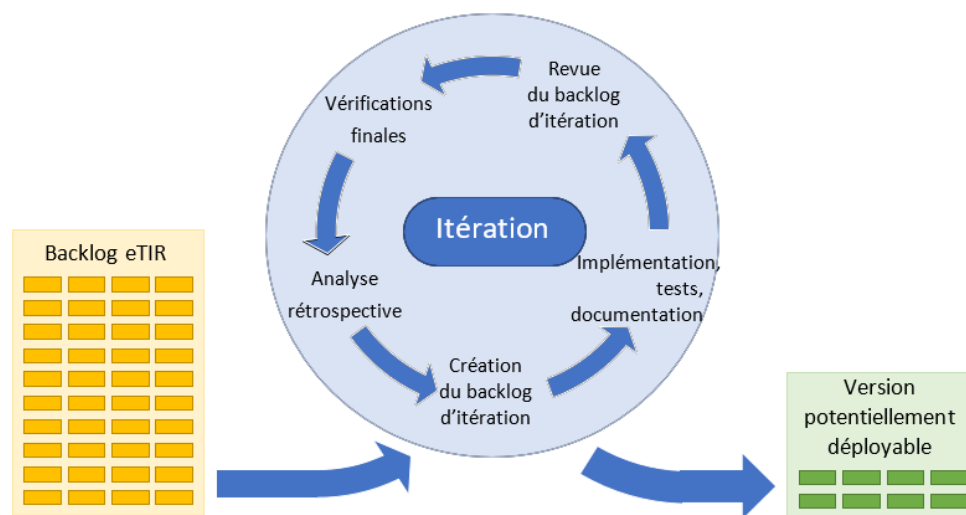 Revue
du backlog
d’itération
Vérifications
finales
Itération
Backlog eTIR
Implémentation,
tests,
documentation
Analyse
rétrospective
Création
du backlog
d’itération
Version
potentiellement
déployable